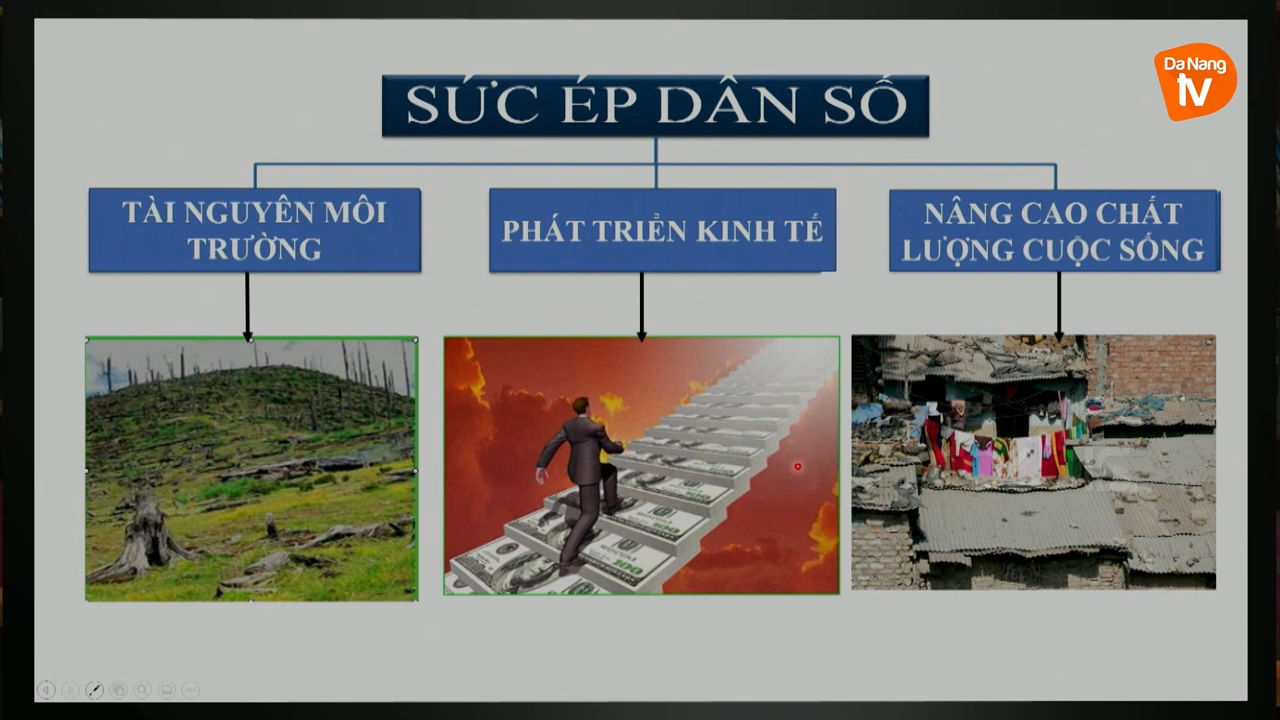 Da Nang
tv
SỨC ÉP DÂN SỐ
TÀI NGUYÊN MÔI
TRƯỜNG
PHÁT TRIỂN KINH TẾ
NÂNG CAO CHẤT
LƯỢNG CUỘC SỐNG
100